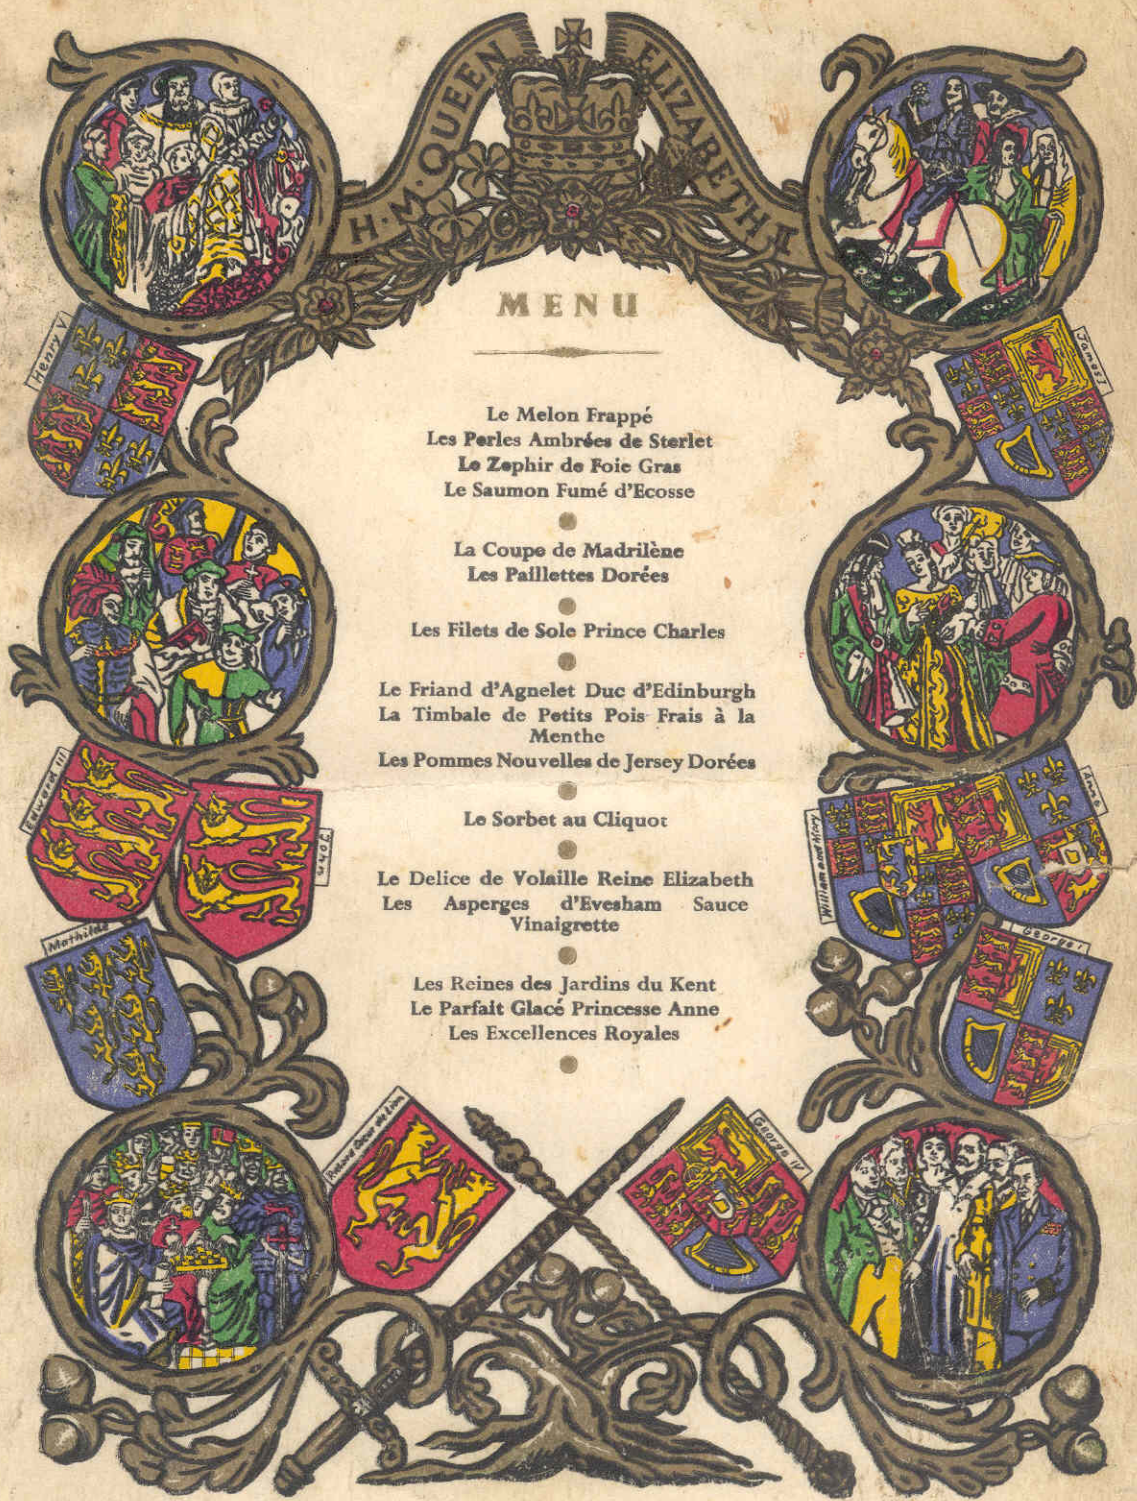 H·M·QUEEN ELIZABETH I
MENU
Henry V
James I
Le Melon Frappé
Les Perles Ambrées de Sterlet
Le Zephir de Foie Gras
Le Saumon Fumé d'Ecosse
La Coupe de Madrilène
Les Paillettes Dorées
Les Filets de Sole Prince Charles
Le Friand d'Agnelet Duc d'Edinburgh
La Timbale de Petits Pois Frais à la
Menthe
Les Pommes Nouvelles de Jersey Dorées
Edward III
John
William and Mary
Anne
Le Sorbet au Cliquot
Le Delice de Volaille Reine Elizabeth
Les Asperges d'Evesham Sauce
Vinaigrette
Mathilde
George I
Les Reines des Jardins du Kent
Le Parfait Glacé Princesse Anne
Les Excellences Royales
Richard Coeur de Lion
George IV